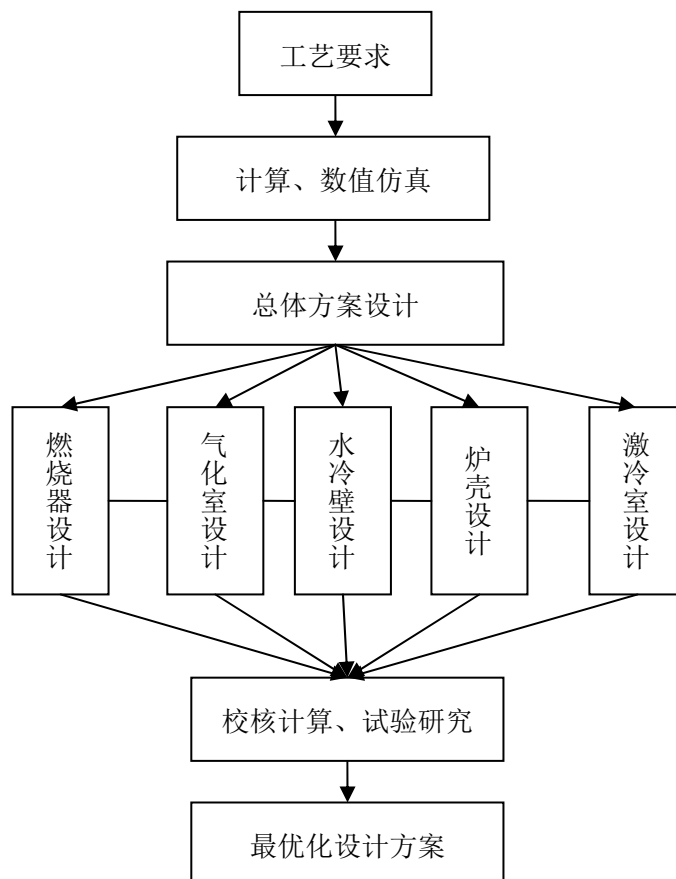 工艺要求
计算、数值仿真
总体方案设计
燃烧器设计
气化室设计
水冷壁设计
炉壳设计
激冷室设计
校核计算、试验研究
最优化设计方案